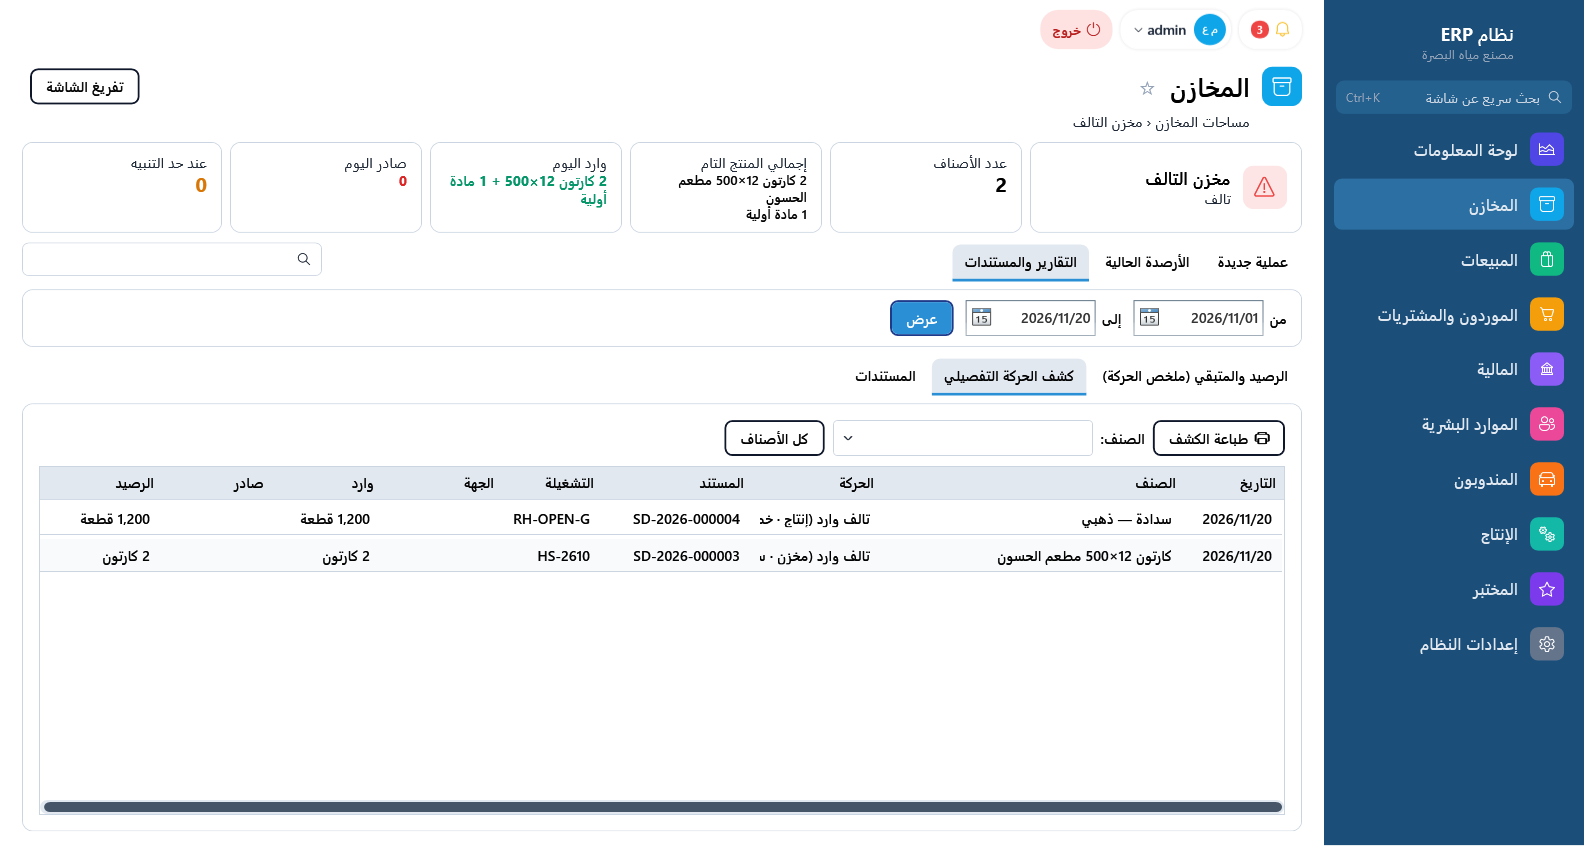 نظام ERP
مصنع مياه البصرة
بحث سريع عن شاشة
Ctrl+K
لوحة المعلومات
المخازن
المبيعات
الموردون والمشتريات
المالية
الموارد البشرية
المندوبون
الإنتاج
المختبر
إعدادات النظام
3
م ع
admin
خروج
المخازن
مساحات المخازن › مخزن التالف
تفريغ الشاشة
مخزن التالف
تالف
عدد الأصناف
2
إجمالي المنتج التام
2 كارتون 12×500 مطعم
الحسون
1 مادة أولية
وارد اليوم
2 كارتون 12×500 + 1 مادة
أولية
صادر اليوم
0
عند حد التنبيه
0
عملية جديدة
الأرصدة الحالية
التقارير والمستندات
من
2026/11/01
15
إلى
2026/11/20
15
عرض
الرصيد والمتبقي (ملخص الحركة)
كشف الحركة التفصيلي
المستندات
طباعة الكشف
الصنف:
كل الأصناف
التاريخ الصنف الحركة المستند التشغيلة الجهة وارد صادر الرصيد
2026/11/20 سدادة — ذهبي تالف وارد (إنتاج · خط SD-2026-000004 RH-OPEN-G 1,200 قطعة 1,200 قطعة
2026/11/20 كارتون 12×500 مطعم الحسون تالف وارد (مخزن · SD-2026-000003 HS-2610 2 كارتون 2 كارتون